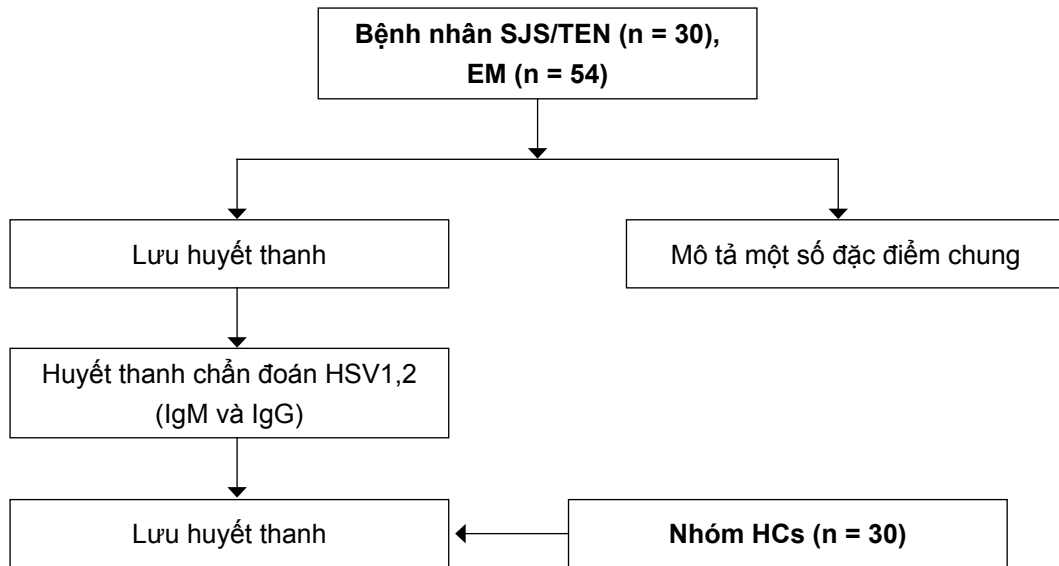 Bệnh nhân SJS/TEN (n = 30),
EM (n = 54)
Lưu huyết thanh
Mô tả một số đặc điểm chung
Huyết thanh chẩn đoán HSV1,2
(IgM và IgG)
Lưu huyết thanh
Nhóm HCs (n = 30)